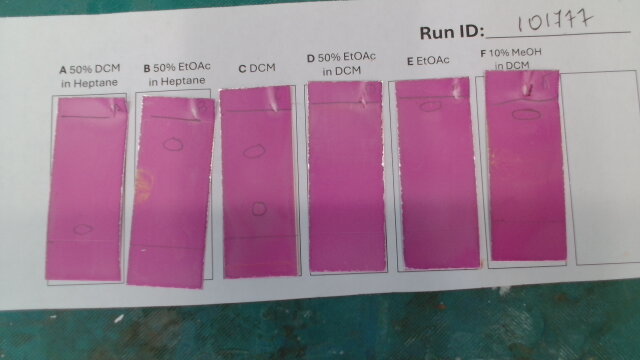 Run ID: 101777
A 50% DCM
in Heptane
B 50% EtOAc
in Heptane
C DCM
D 50% EtOAc
in DCM
E EtOAc
F 10% MeOH
in DCM